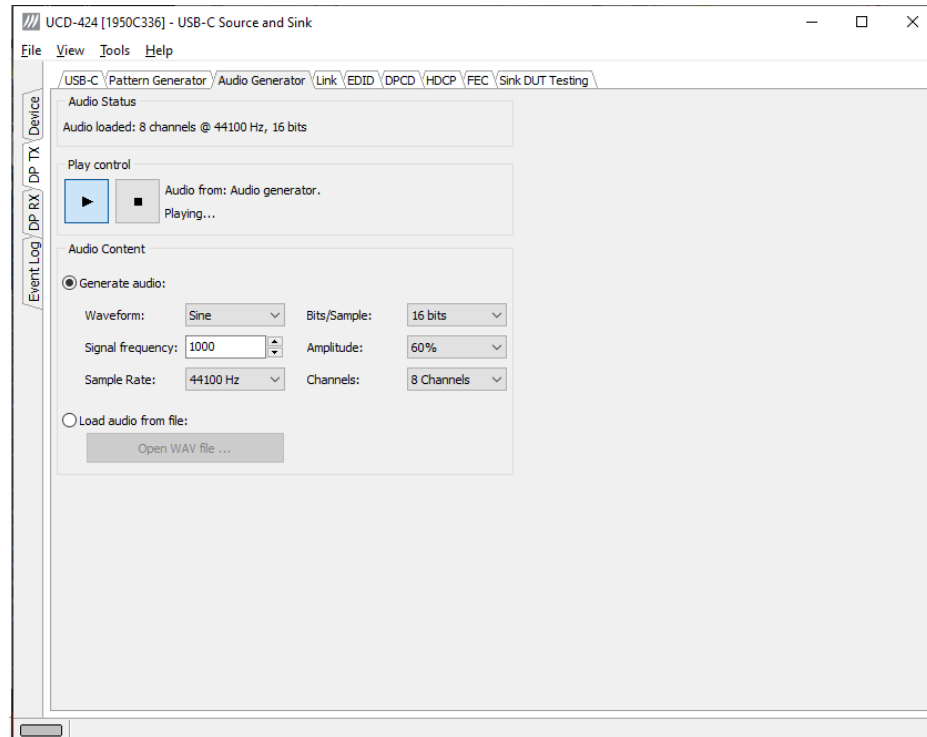 UCD-424 [1950C336] - USB-C Source and Sink
File View Tools Help
USB-C Pattern Generator Audio Generator Link EDID DPCD HDCP FEC Sink DUT Testing
Device
DP TX
DP RX
Event Log
Audio Status
Audio loaded: 8 channels @ 44100 Hz, 16 bits
Play control
Audio from: Audio generator.
Playing...
Audio Content
Generate audio:
Waveform: Sine Bits/Sample: 16 bits
Signal frequency: 1000 Amplitude: 60%
Sample Rate: 44100 Hz Channels: 8 Channels
Load audio from file:
Open WAV file ...